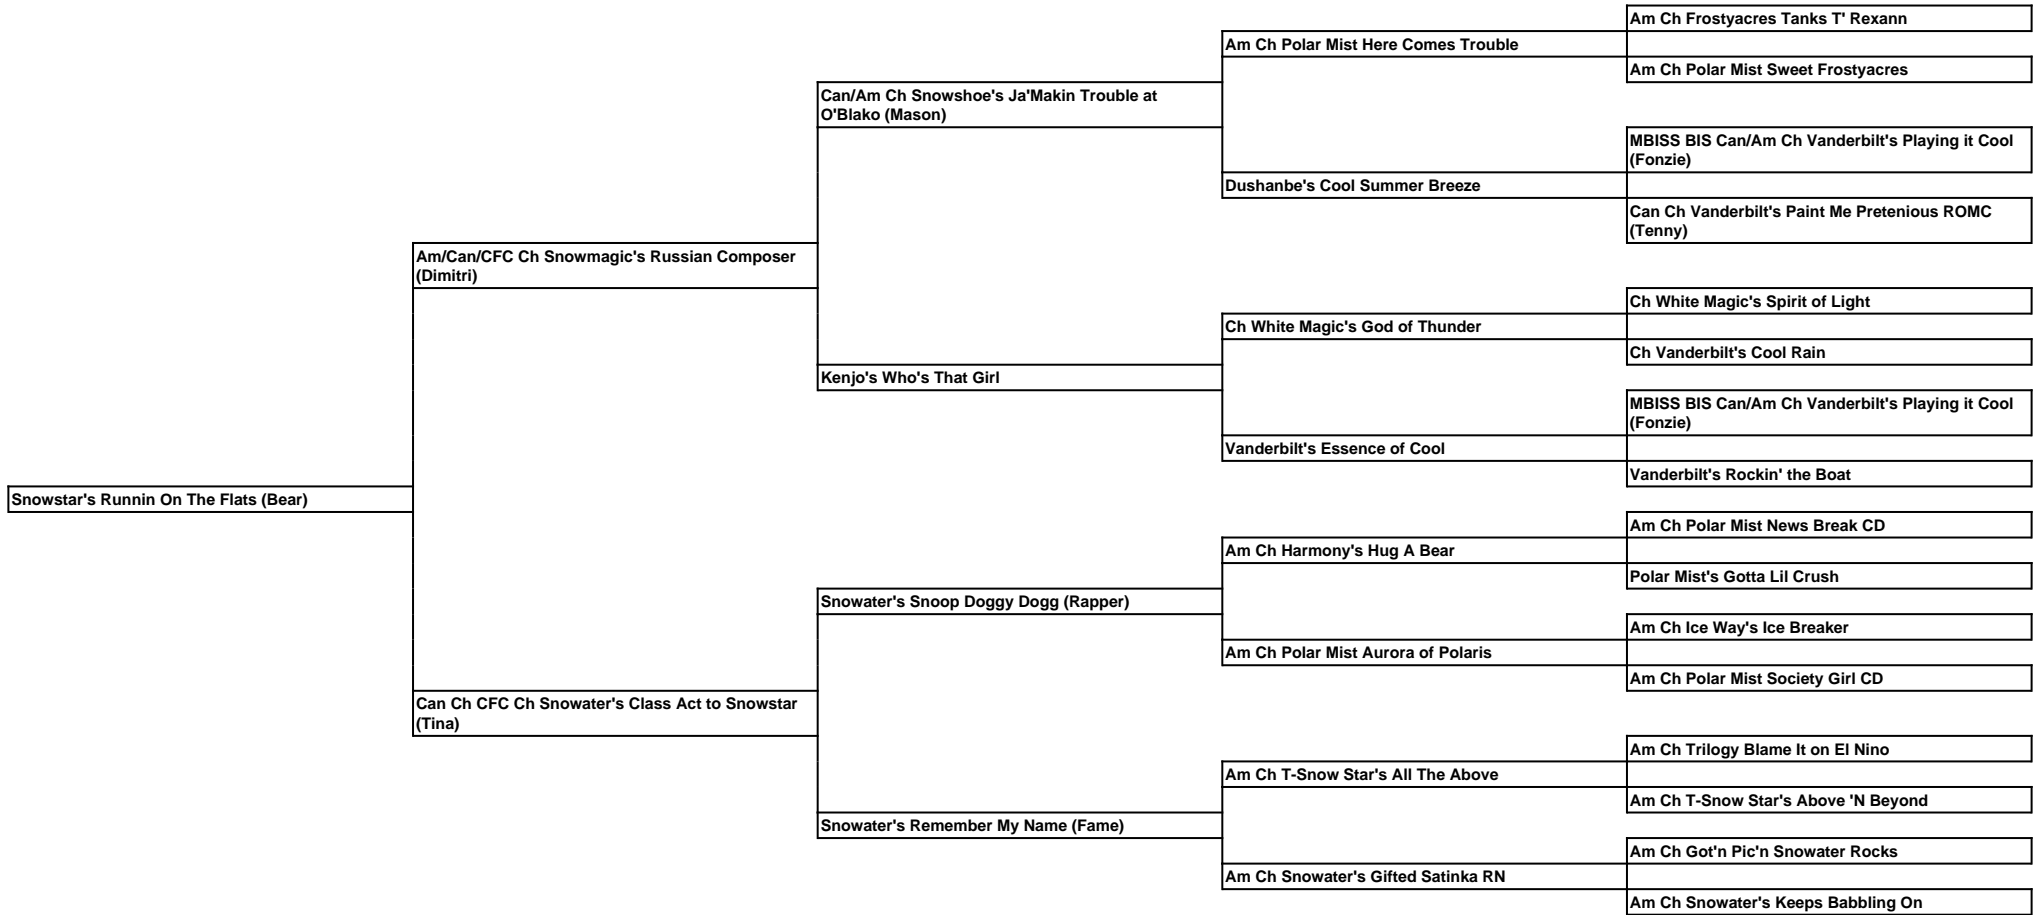 Am Ch Frostyacres Tanks T' Rexann
Am Ch Polar Mist Here Comes Trouble
Am Ch Polar Mist Sweet Frostyacres
Can/Am Ch Snowshoe's Ja'Makin Trouble at
O'Blako (Mason)
MBISS BIS Can/Am Ch Vanderbilt's Playing it Cool
(Fonzie)
Dushanbe's Cool Summer Breeze
Can Ch Vanderbilt's Paint Me Pretenious ROMC
(Tenny)
Am/Can/CFC Ch Snowmagic's Russian Composer
(Dimitri)
Ch White Magic's Spirit of Light
Ch White Magic's God of Thunder
Ch Vanderbilt's Cool Rain
Kenjo's Who's That Girl
MBISS BIS Can/Am Ch Vanderbilt's Playing it Cool
(Fonzie)
Vanderbilt's Essence of Cool
Vanderbilt's Rockin' the Boat
Snowstar's Runnin On The Flats (Bear)
Am Ch Polar Mist News Break CD
Am Ch Harmony's Hug A Bear
Polar Mist's Gotta Lil Crush
Snowater's Snoop Doggy Dogg (Rapper)
Am Ch Ice Way's Ice Breaker
Am Ch Polar Mist Aurora of Polaris
Am Ch Polar Mist Society Girl CD
Can Ch CFC Ch Snowater's Class Act to Snowstar
(Tina)
Am Ch Trilogy Blame It on El Nino
Am Ch T-Snow Star's All The Above
Am Ch T-Snow Star's Above 'N Beyond
Snowater's Remember My Name (Fame)
Am Ch Got'n Pic'n Snowater Rocks
Am Ch Snowater's Gifted Satinka RN
Am Ch Snowater's Keeps Babbling On